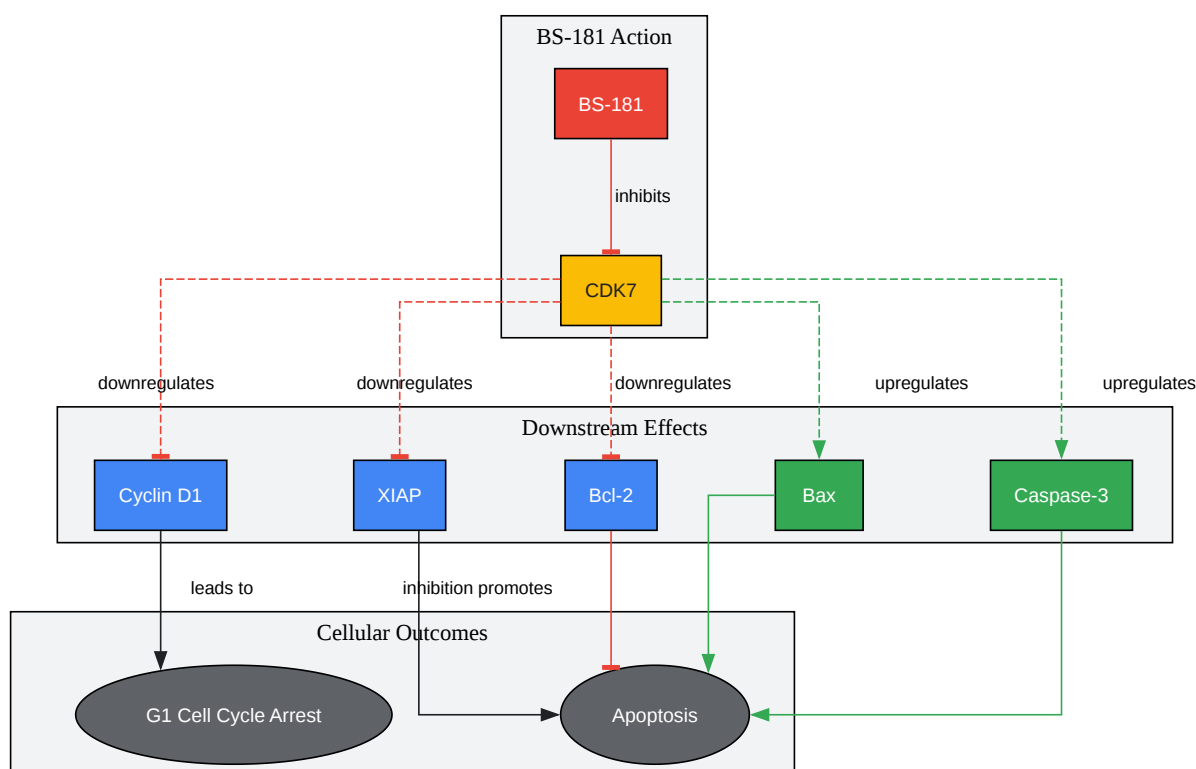 BS-181 Action
BS-181
inhibits
CDK7
downregulates
downregulates
downregulates
upregulates
upregulates
Downstream Effects
Cyclin D1
XIAP
Bcl-2
Bax
Caspase-3
leads to
inhibition promotes
Cellular Outcomes
G1 Cell Cycle Arrest
Apoptosis